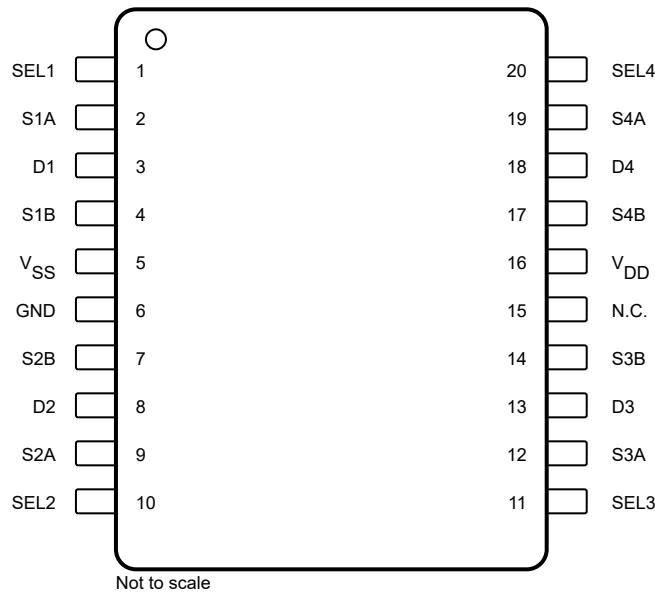 SEL1 1 20 SEL4
S1A 2 19 S4A
D1 3 18 D4
S1B 4 17 S4B
VSS 5 16 VDD
GND 6 15 N.C.
S2B 7 14 S3B
D2 8 13 D3
S2A 9 12 S3A
SEL2 10 11 SEL3
Not to scale